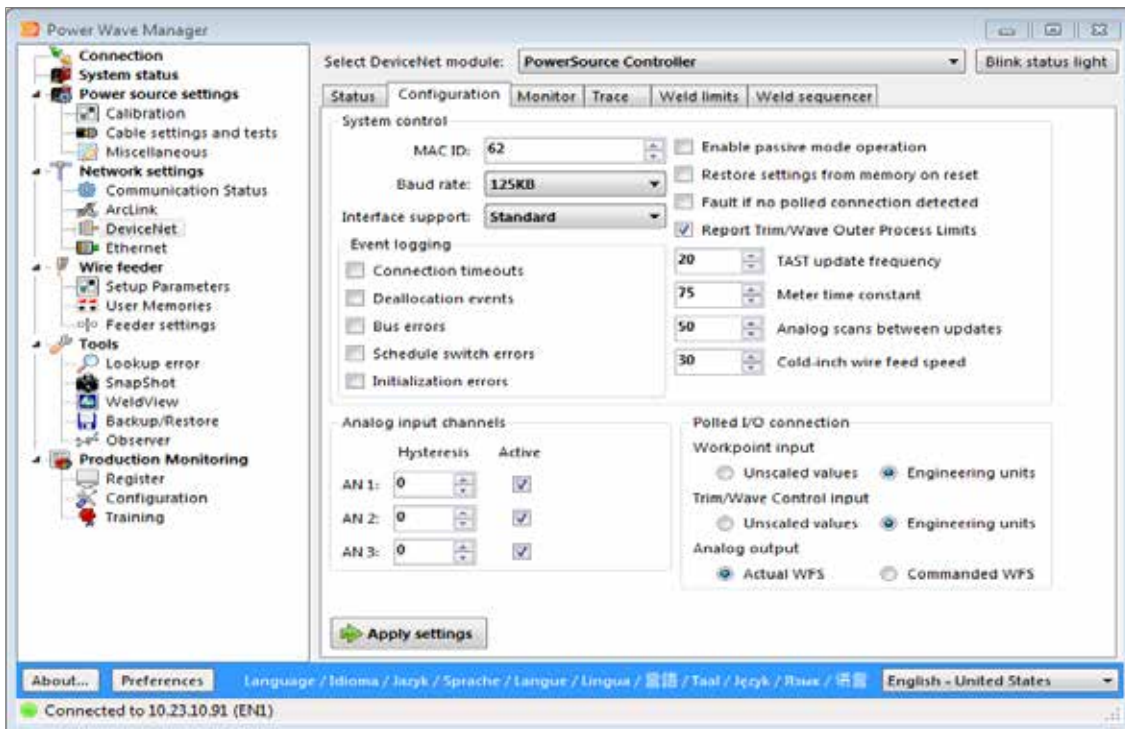 Power Wave Manager
Connection
System status
Power source settings
Calibration
Cable settings and tests
Miscellaneous
Network settings
Communication Status
ArcLink
DeviceNet
Ethernet
Wire feeder
Setup Parameters
User Memories
Feeder settings
Tools
Lookup error
SnapShot
WeldView
Backup/Restore
Observer
Production Monitoring
Register
Configuration
Training
Select DeviceNet module: PowerSource Controller Blink status light
Status Configuration Monitor Trace Weld limits Weld sequencer
System control
MAC ID: 62
Baud rate: 125KB
Interface support: Standard
Event logging
Connection timeouts
Deallocation events
Bus errors
Schedule switch errors
Initialization errors
Enable passive mode operation
Restore settings from memory on reset
Fault if no polled connection detected
Report Trim/Wave Outer Process Limits
20 TAST update frequency
75 Meter time constant
50 Analog scans between updates
30 Cold-inch wire feed speed
Analog input channels
Hysteresis Active
AN 1: 0
AN 2: 0
AN 3: 0
Polled I/O connection
Workpoint input
Unscaled values Engineering units
Trim/Wave Control input
Unscaled values Engineering units
Analog output
Actual WFS Commanded WFS
Apply settings
About... Preferences Language / Idioma / Jazyk / Sprache / Langue / Lingua / / Taal / Język / Язык / English - United States
Connected to 10.23.10.91 (EN1)